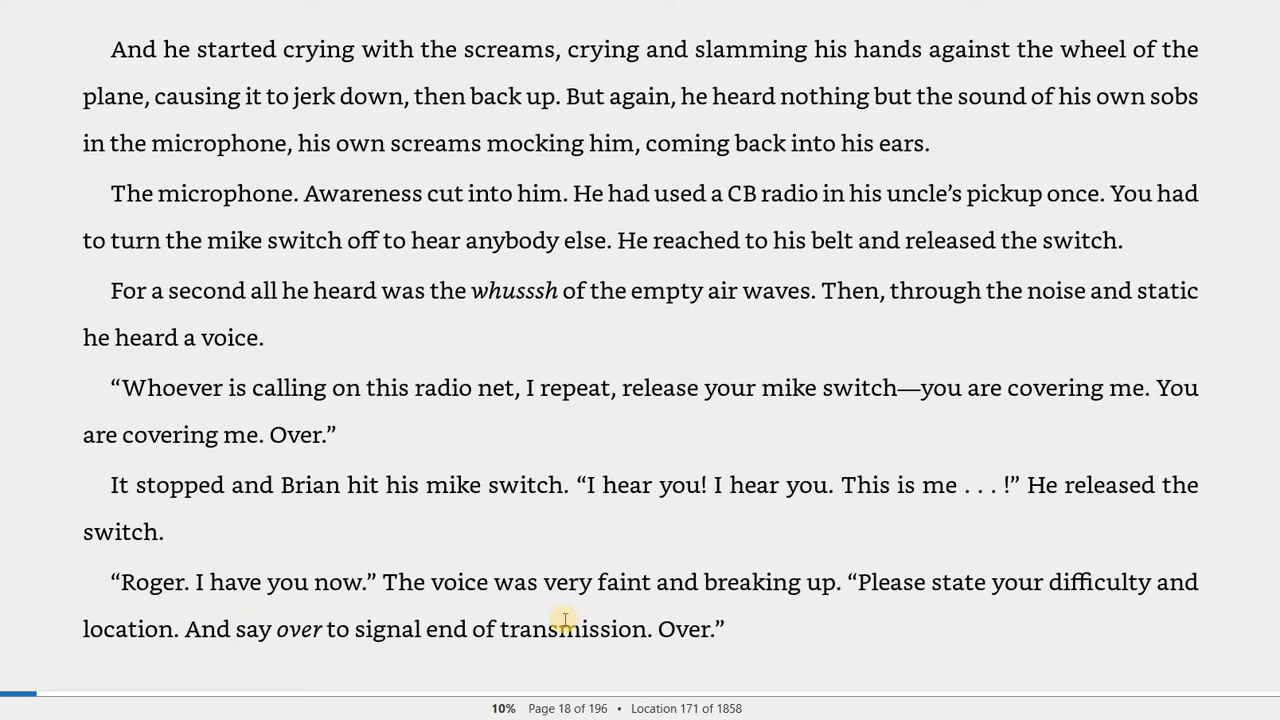 And he started crying with the screams, crying and slamming his hands against the wheel of the
plane, causing it to jerk down, then back up. But again, he heard nothing but the sound of his own sobs
in the microphone, his own screams mocking him, coming back into his ears.
The microphone. Awareness cut into him. He had used a CB radio in his uncle’s pickup once. You had
to turn the mike switch off to hear anybody else. He reached to his belt and released the switch.
For a second all he heard was the whusssh of the empty air waves. Then, through the noise and static
he heard a voice.
“Whoever is calling on this radio net, I repeat, release your mike switch—you are covering me. You
are covering me. Over.”
It stopped and Brian hit his mike switch. “I hear you! I hear you. This is me . . . !” He released the
switch.
“Roger. I have you now.” The voice was very faint and breaking up. “Please state your difficulty and
location. And say over to signal end of transmission. Over.”
10% Page 18 of 196 • Location 171 of 1858